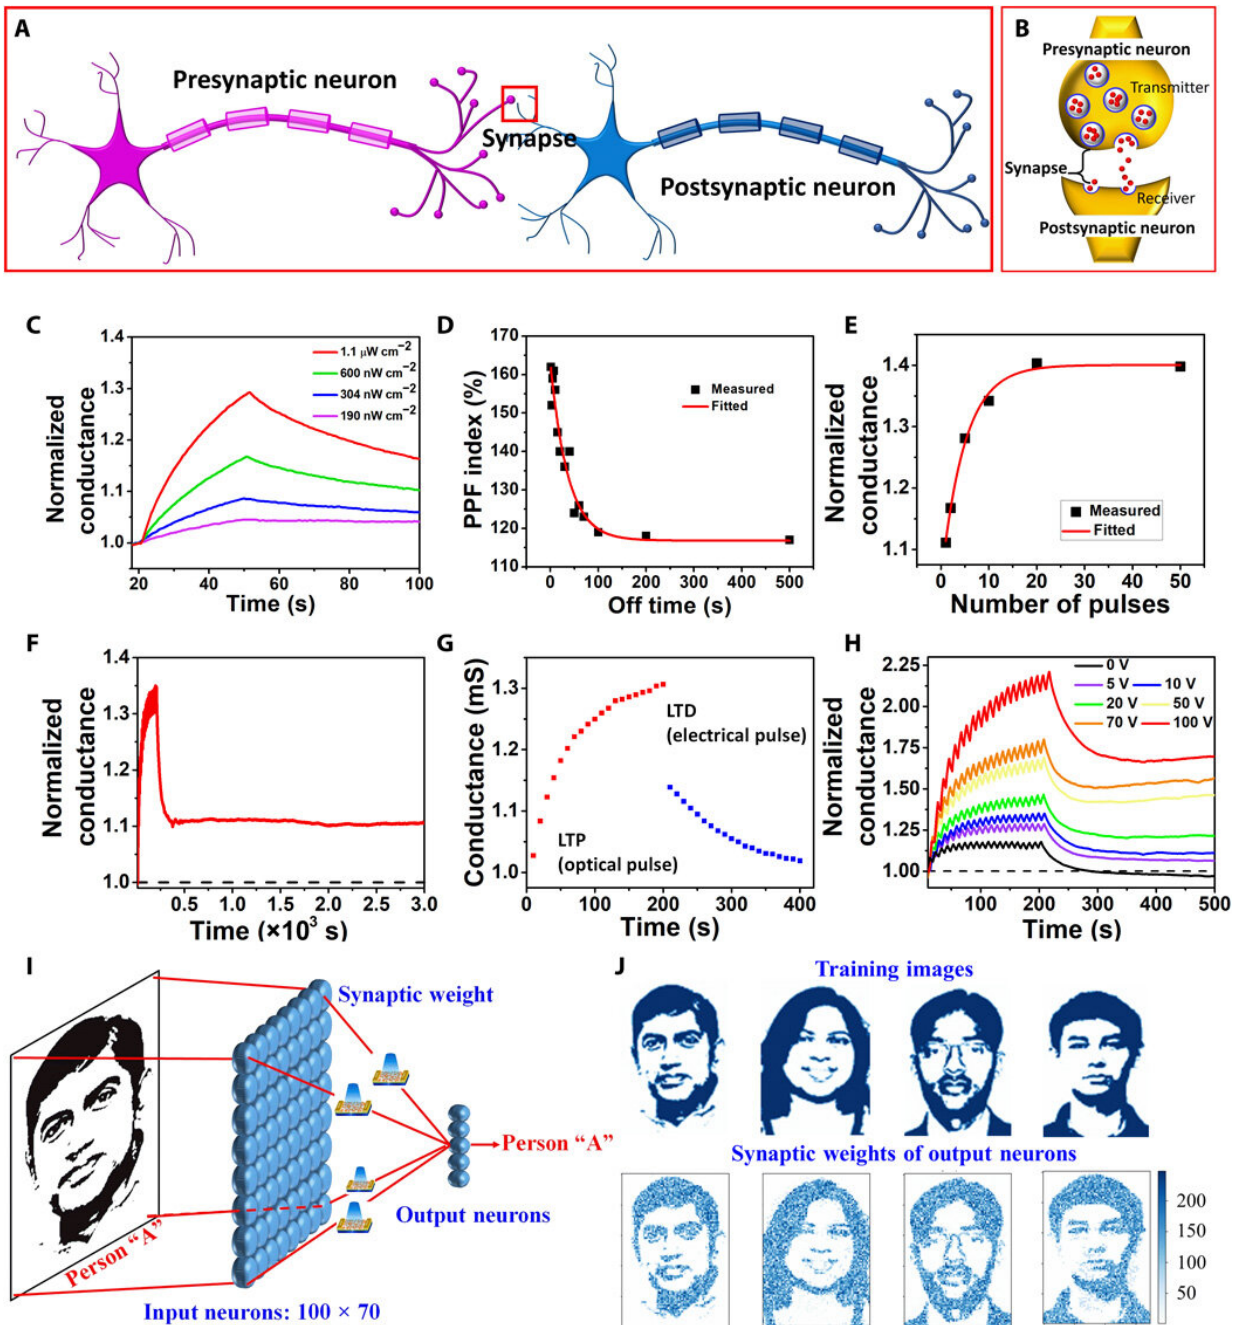 A
Presynaptic neuron
Synapse
Postsynaptic neuron
B
Presynaptic neuron
Transmitter
Synapse
Receiver
Postsynaptic neuron
C
Normalized
conductance
1.4
1.3
1.2
1.1
1.0
1.1 μW cm⁻²
600 nW cm⁻²
304 nW cm⁻²
190 nW cm⁻²
20 40 60 80 100
Time (s)
D
PPF index (%)
170
160
150
140
130
120
110
Measured
Fitted
0 100 200 300 400 500
Off time (s)
E
Normalized
conductance
1.4
1.3
1.2
1.1
Measured
Fitted
0 10 20 30 40 50
Number of pulses
F
Normalized
conductance
1.4
1.3
1.2
1.1
1.0
0.5 1.0 1.5 2.0 2.5 3.0
Time (×10³ s)
G
Conductance (mS)
1.3
1.2
1.1
1.0
LTD
(electrical pulse)
LTP
(optical pulse)
0 100 200 300 400
Time (s)
H
Normalized
conductance
2.25
2.00
1.75
1.50
1.25
1.00
0 V
5 V 10 V
20 V 50 V
70 V 100 V
100 200 300 400 500
Time (s)
I
Synaptic weight
Person “A”
Output neurons
Person “A”
Input neurons: 100 × 70
J
Training images
Synaptic weights of output neurons
200
150
100
50